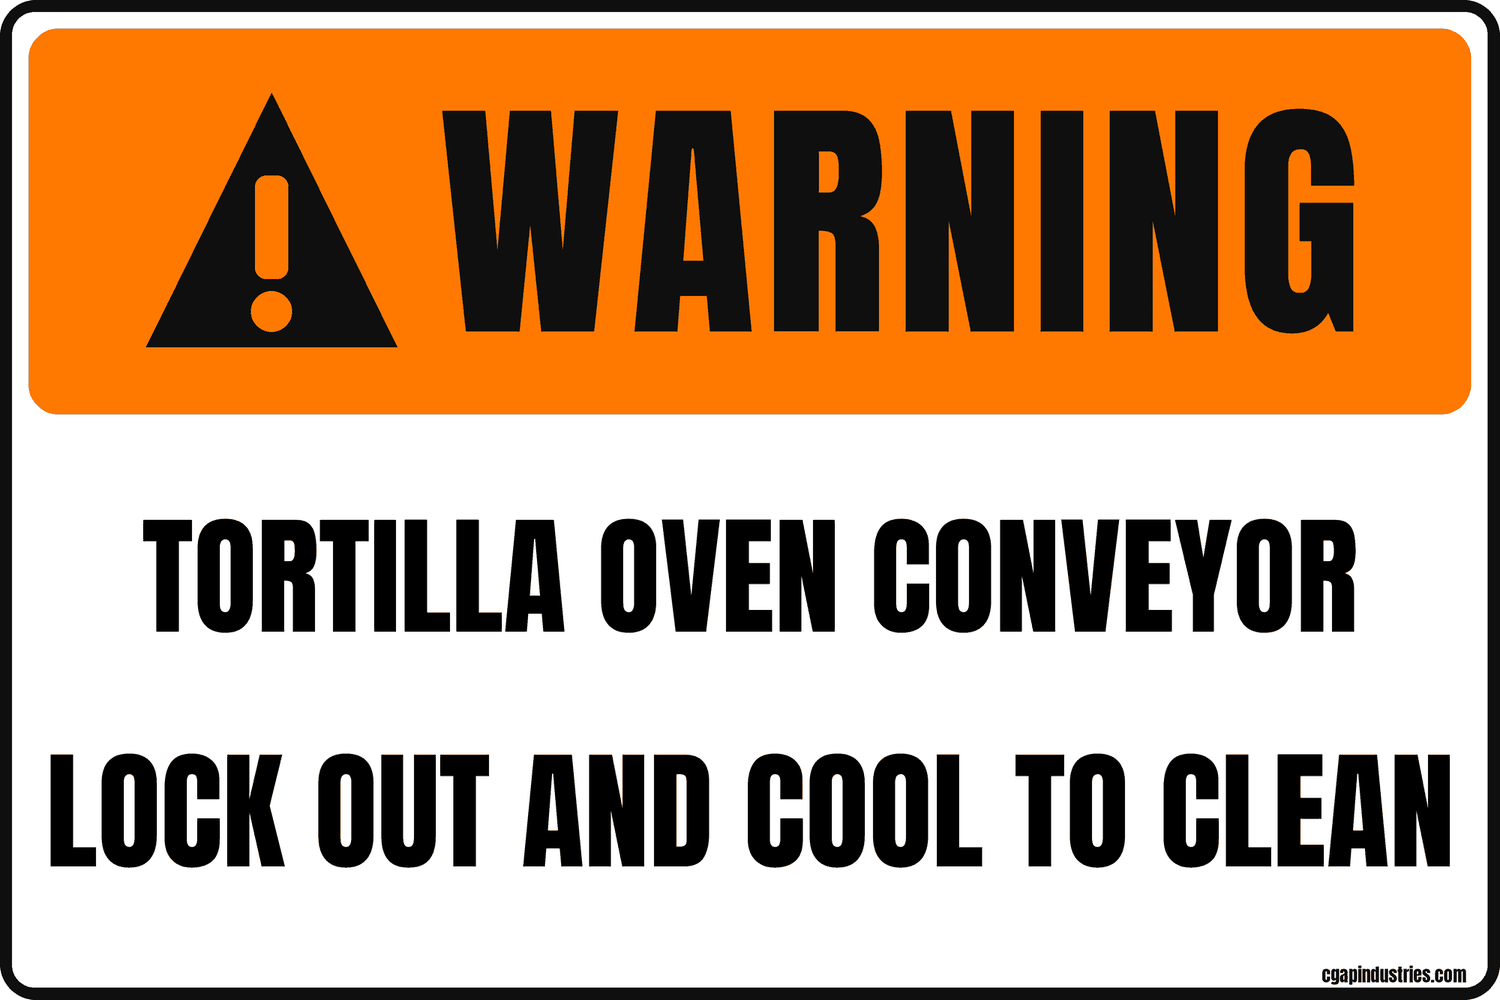 WARNING
TORTILLA OVEN CONVEYOR
LOCK OUT AND COOL TO CLEAN
cgapindustries.com